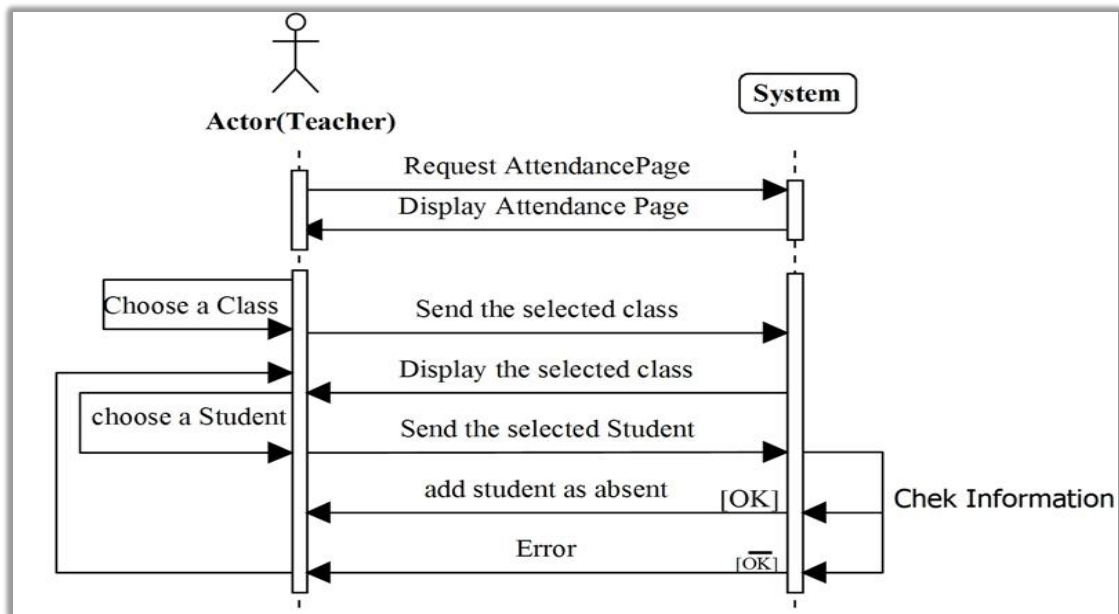 System
Actor(Teacher)
Request AttendancePage
Display Attendance Page
Choose a Class
Send the selected class
Display the selected class
choose a Student
Send the selected Student
add student as absent
[OK]
Chek Information
Error
[O̅K̅]